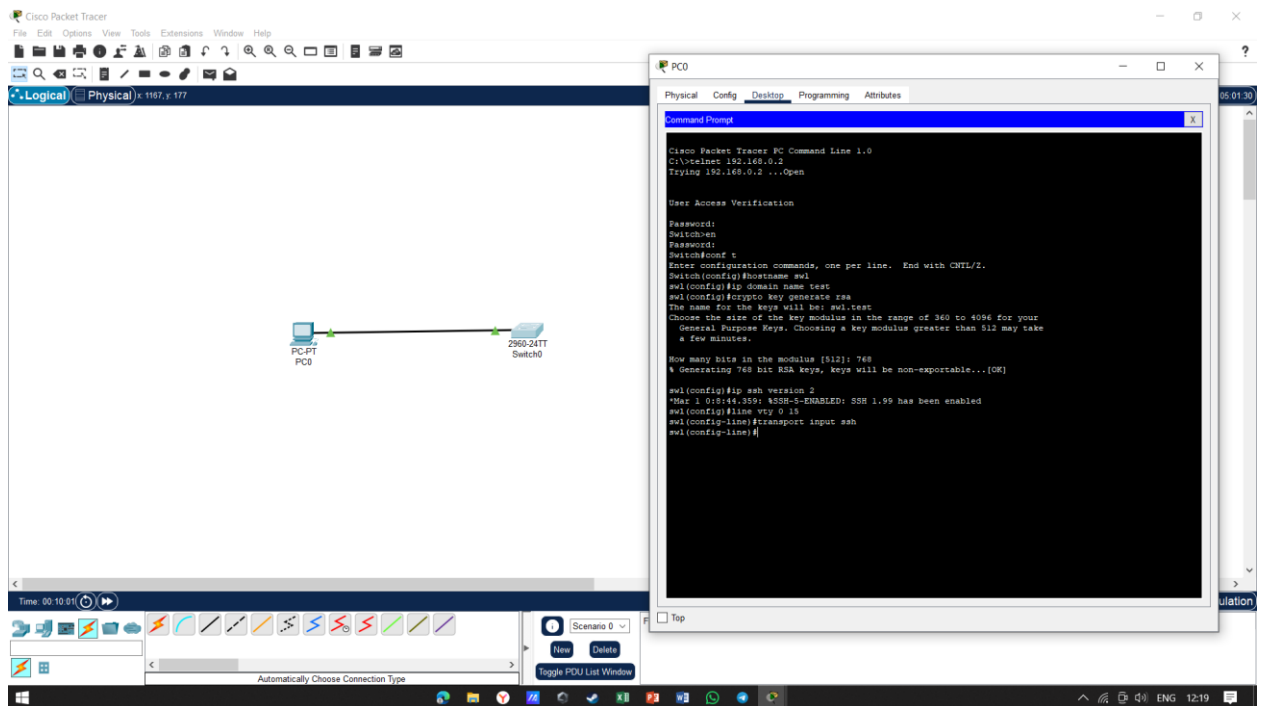 Cisco Packet Tracer
File Edit Options View Tools Extensions Window Help
?
Logical Physical x: 1167, y: 177
05:01:30
PC0
Physical Config Desktop Programming Attributes
Command Prompt X
Cisco Packet Tracer PC Command Line 1.0
C:\>telnet 192.168.0.2
Trying 192.168.0.2 ...Open
User Access Verification
Password:
Switch>en
Password:
Switch#conf t
Enter configuration commands, one per line. End with CNTL/Z.
Switch(config)#hostname sw1
sw1(config)#ip domain name test
sw1(config)#crypto key generate rsa
The name for the keys will be: sw1.test
Choose the size of the key modulus in the range of 360 to 4096 for your
General Purpose Keys. Choosing a key modulus greater than 512 may take
a few minutes.
How many bits in the modulus [512]: 768
% Generating 768 bit RSA keys, keys will be non-exportable...[OK]
sw1(config)#ip ssh version 2
*Mar 1 0:8:44.359: %SSH-5-ENABLED: SSH 1.99 has been enabled
sw1(config)#line vty 0 15
sw1(config-line)#transport input ssh
sw1(config-line)#
Top
PC-PT
PC0
2960-24TT
Switch0
Time: 00:10:01
ulation
Scenario 0
New Delete
Toggle PDU List Window
F
Automatically Choose Connection Type
ENG 12:19